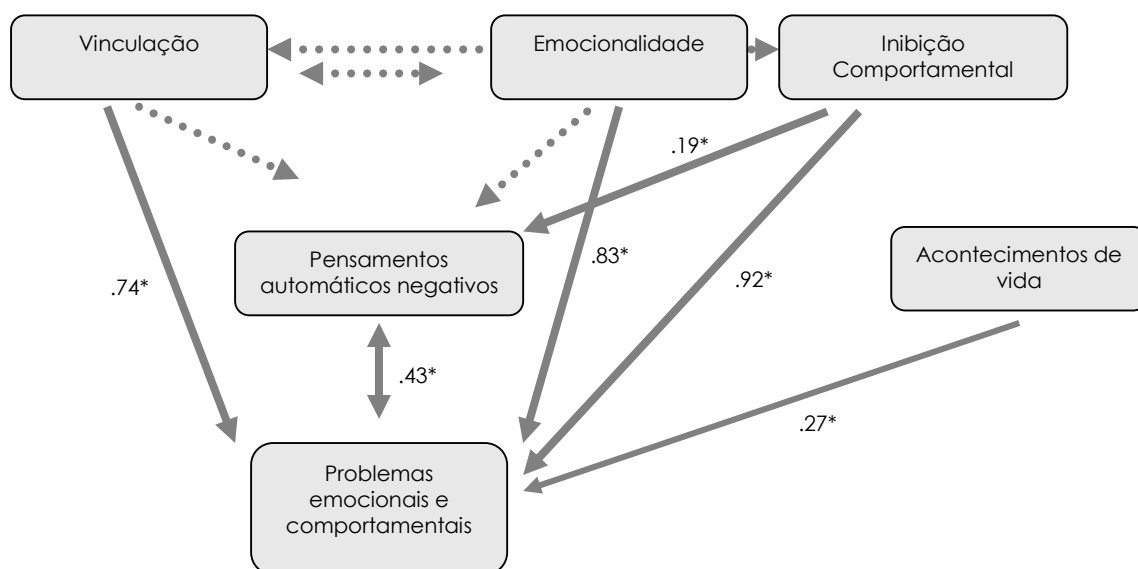 Vinculação
Emocionalidade
Inibição
Comportamental
.19*
Pensamentos
automáticos negativos
.74*
.83*
.92*
Acontecimentos de
vida
.43*
.27*
Problemas
emocionais e
comportamentais